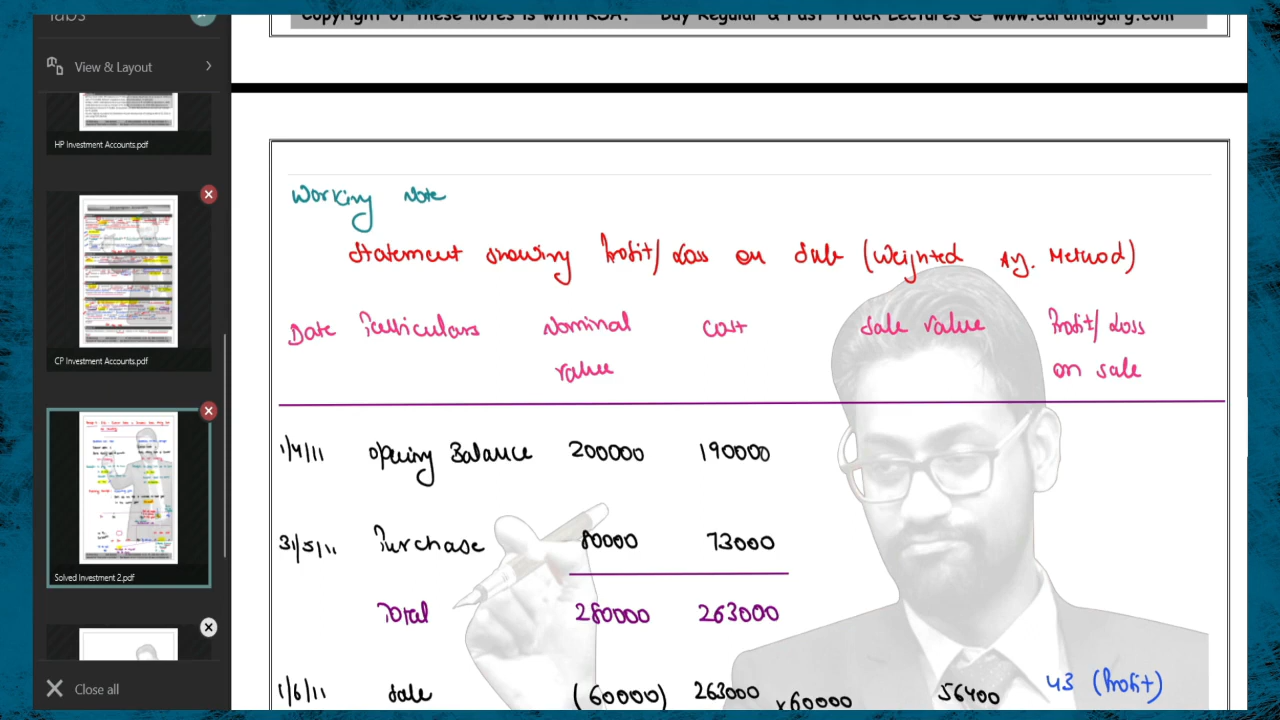 Tabs
Copyright of these notes is with RSA. Day Regular & Fast Track Lectures @ www.carahulgarg.com
View & Layout
HP Investment Accounts.pdf
CP Investment Accounts.pdf
Solved Investment 2.pdf
Close all
Working Note
Statement showing Profit/Loss on Sale (Weighted Av. Method)
Date Particulars Nominal value Cost Sale Value Profit/Loss on sale
1/4/11 Opening Balance 200000 190000
31/5/11 Purchase 80000 73000
Total 280000 263000
1/6/11 Sale (60000) 263000 x60000 56400 43 (Profit)